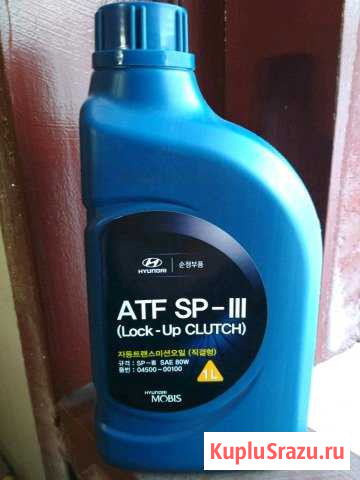 HYUNDAI
순정부품
ATF SP-III
(Lock-Up CLUTCH)
자동트랜스미션오일 (직결형)
규격 : SP-III SAE 80W
품번 : 04500-00100
1L
HYUNDAI
MOBIS
KupluSrazu.ru